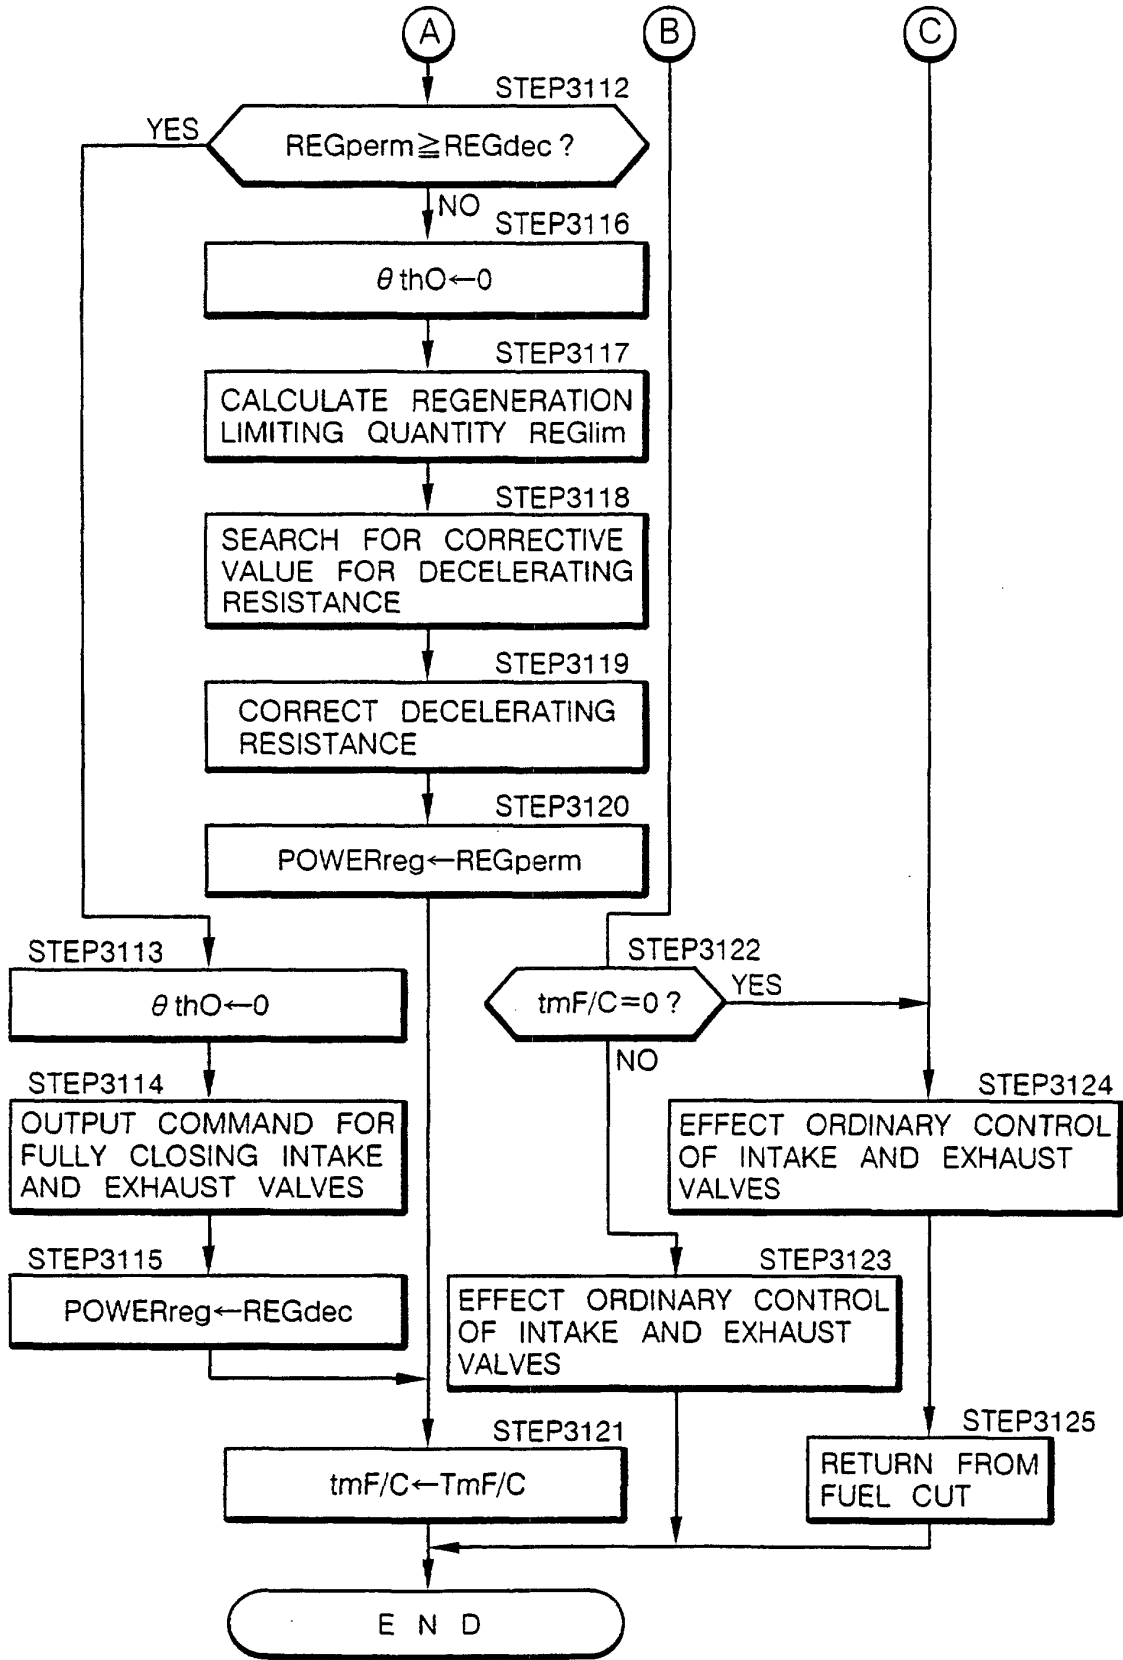 A
B
C
STEP3112
YES
REGperm≧REGdec?
NO
STEP3116
θthO←0
STEP3117
CALCULATE REGENERATION
LIMITING QUANTITY REGlim
STEP3118
SEARCH FOR CORRECTIVE
VALUE FOR DECELERATING
RESISTANCE
STEP3119
CORRECT DECELERATING
RESISTANCE
STEP3120
POWERreg←REGperm
STEP3113
θthO←0
STEP3122
tmF/C=0?
YES
NO
STEP3114
OUTPUT COMMAND FOR
FULLY CLOSING INTAKE
AND EXHAUST VALVES
STEP3124
EFFECT ORDINARY CONTROL
OF INTAKE AND EXHAUST
VALVES
STEP3115
POWERreg←REGdec
STEP3123
EFFECT ORDINARY CONTROL
OF INTAKE AND EXHAUST
VALVES
STEP3121
tmF/C←TmF/C
STEP3125
RETURN FROM
FUEL CUT
END